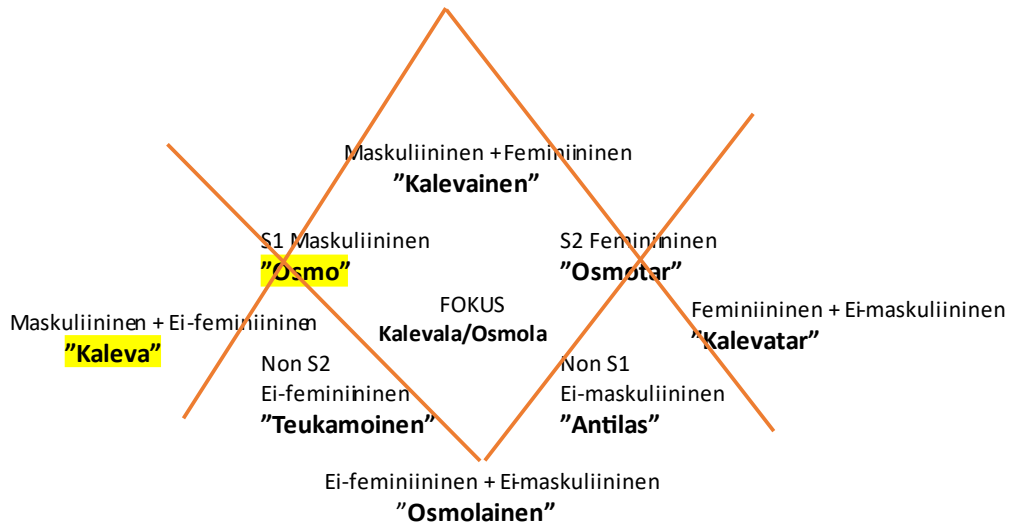 Maskuliininen + Feminiininen
”Kalevainen”
S1 Maskuliininen
”Osmo”
S2 Feminiininen
”Osmotar”
FOKUS
Kalevala/Osmola
Maskuliininen + Ei-feminiininen
”Kaleva”
Feminiininen + Ei-maskuliininen
”Kalevatar”
Non S2
Ei-feminiininen
”Teukamoinen”
Non S1
Ei-maskuliininen
”Antilas”
Ei-feminiininen + Ei-maskuliininen
”Osmolainen”